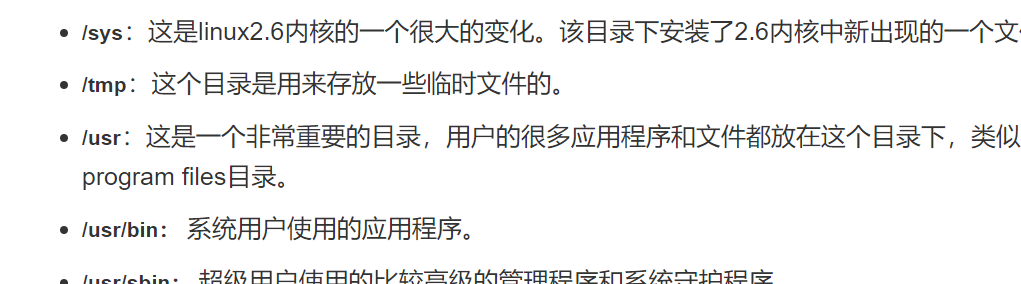 /sys：这是linux2.6内核的一个很大的变化。该目录下安装了2.6内核中新出现的一个文
/tmp：这个目录是用来存放一些临时文件的。
/usr：这是一个非常重要的目录，用户的很多应用程序和文件都放在这个目录下，类似
program files目录。
/usr/bin： 系统用户使用的应用程序。
/usr/sbin： 超级用户使用的比较高级的管理程序和系统守护程序